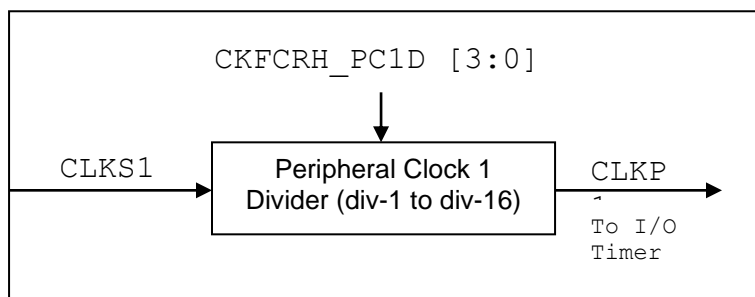 CKFCRH_PC1D [3:0]
CLKS1
Peripheral Clock 1
Divider (div-1 to div-16)
CLKP
To I/O
Timer